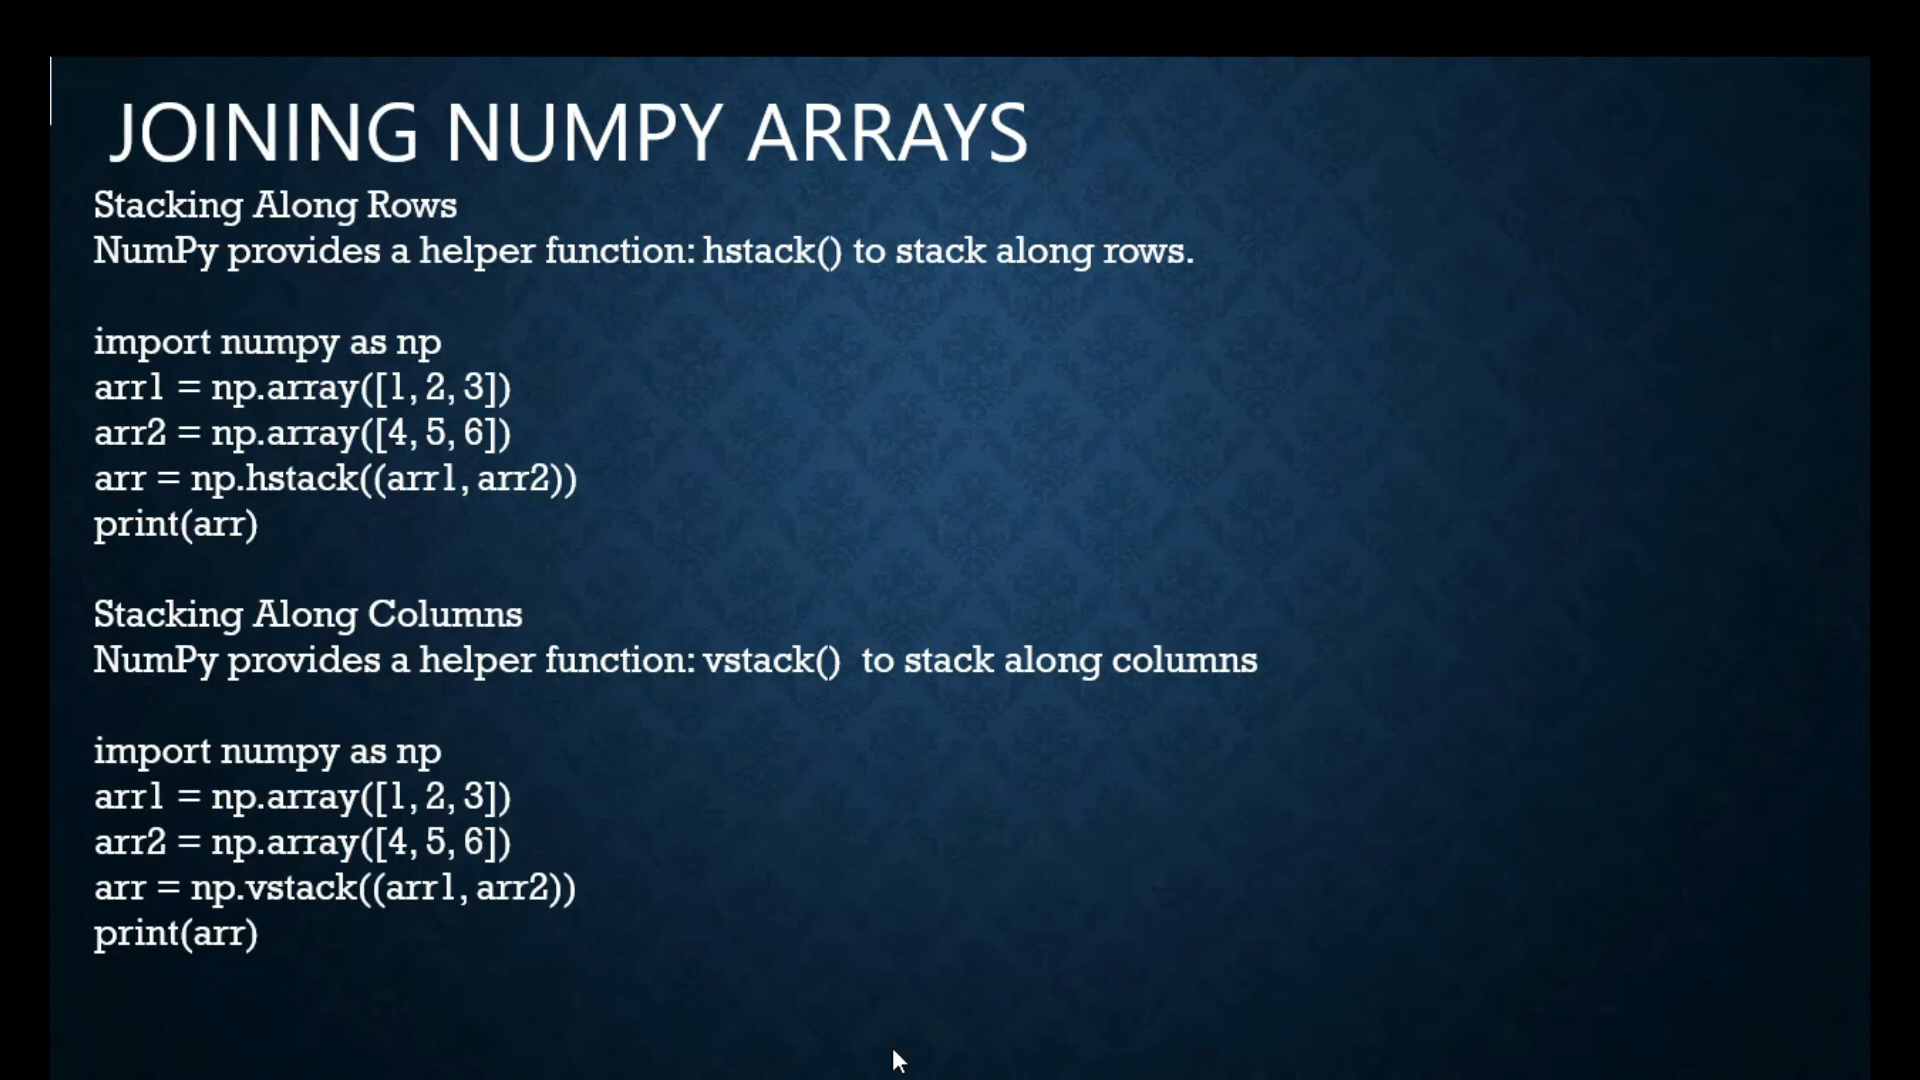 JOINING NUMPY ARRAYS
Stacking Along Rows
NumPy provides a helper function: hstack() to stack along rows.
import numpy as np
arr1 = np.array([1, 2, 3])
arr2 = np.array([4, 5, 6])
arr = np.hstack((arr1, arr2))
print(arr)
Stacking Along Columns
NumPy provides a helper function: vstack()  to stack along columns
import numpy as np
arr1 = np.array([1, 2, 3])
arr2 = np.array([4, 5, 6])
arr = np.vstack((arr1, arr2))
print(arr)